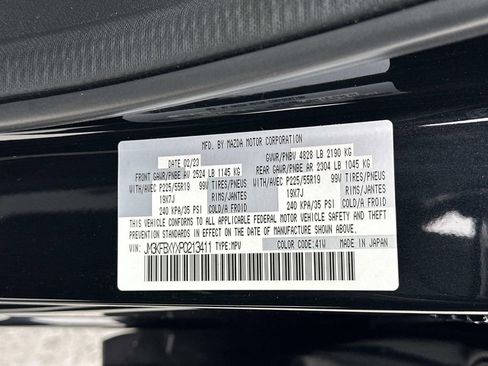 MFD. BY MAZDA MOTOR CORPORATION
DATE 02/23
GVWR/PNBV 4828 LB 2190 KG
FRONT GAWR/PNBE AV 2524 LB 1145 KG
REAR GAWR/PNBE AR 2304 LB 1045 KG
WITH/AVEC P225/55R19 99V TIRES/PNEUS
WITH/AVEC P225/55R19 99V TIRES/PNEUS
19X7J RIMS/JANTES
19X7J RIMS/JANTES
240 KPA/35 PSI COLD/A FROID
240 KPA/35 PSI COLD/A FROID
THIS VEHICLE CONFORMS TO ALL APPLICABLE FEDERAL MOTOR VEHICLE SAFETY
STANDARDS IN EFFECT ON THE DATE OF MANUFACTURE SHOWN ABOVE.
VIN: JM3KFBXYXP0213411 TYPE:MPV
COLOR CODE:41W MADE IN JAPAN